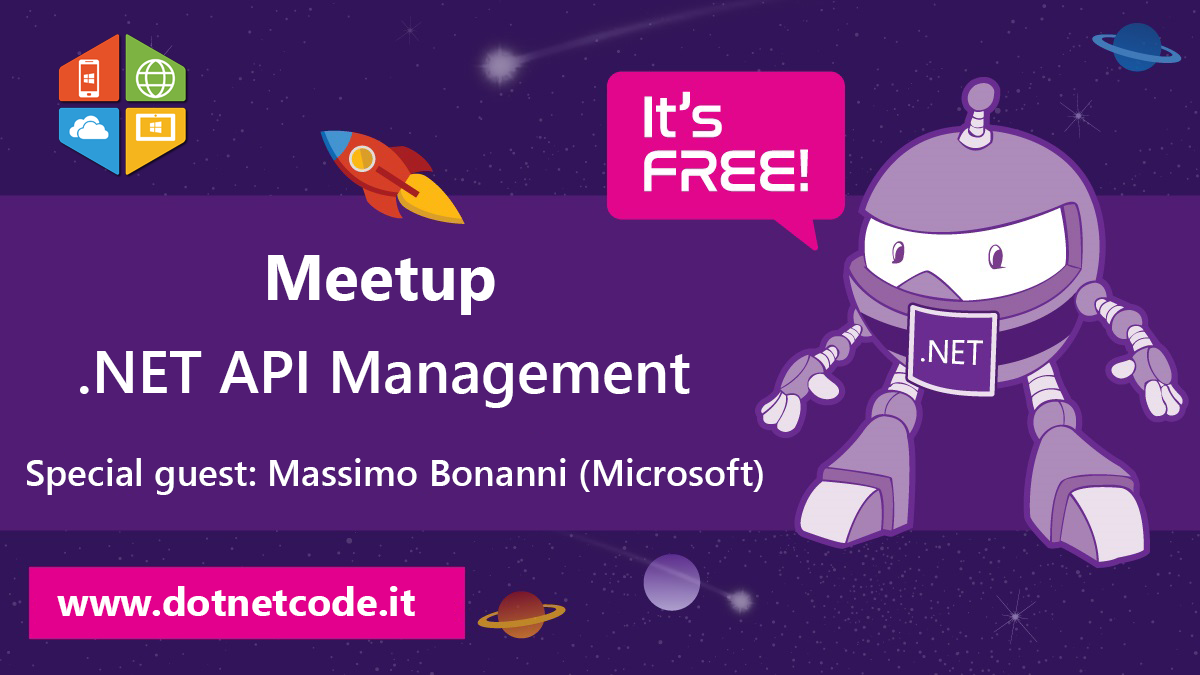 It's
FREE!
Meetup
.NET API Management
.NET
Special guest: Massimo Bonanni (Microsoft)
www.dotnetcode.it